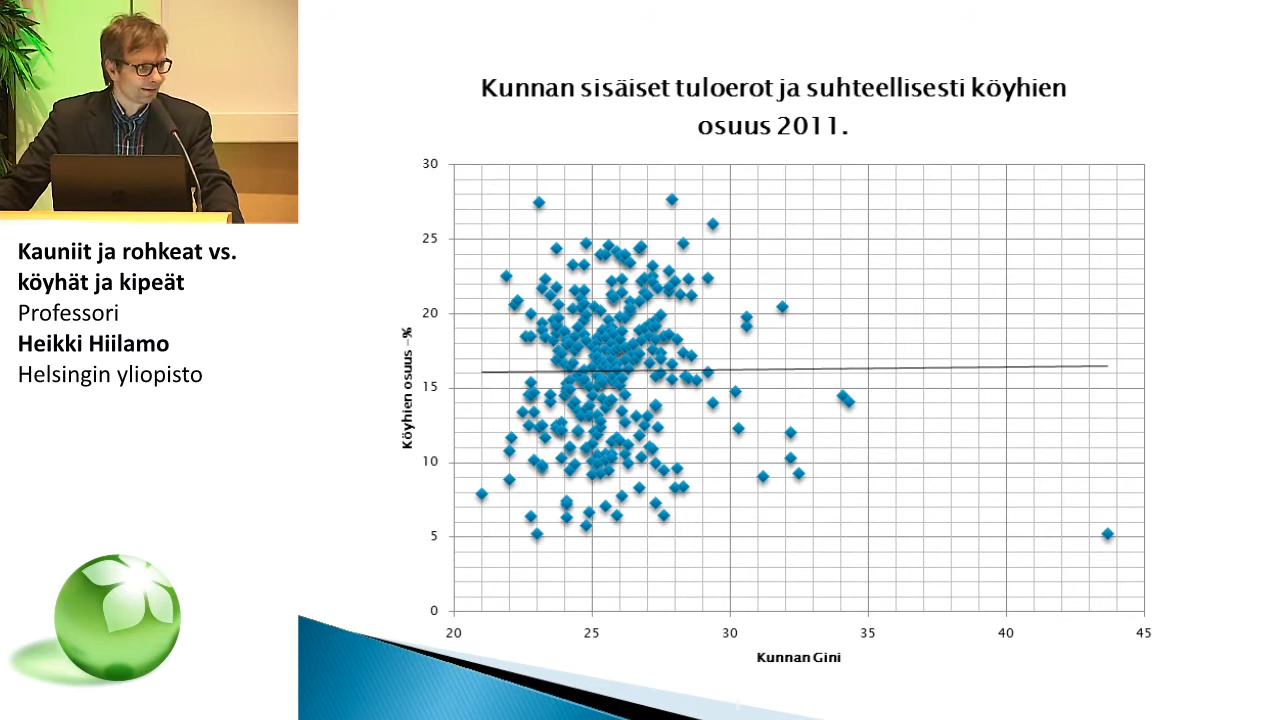 Kauniit ja rohkeat vs.
köyhät ja kipeät
Professori
Heikki Hiilamo
Helsingin yliopisto
Kunnan sisäiset tuloerot ja suhteellisesti köyhien
osuus 2011.
Köyhien osuus -%
30
25
20
15
10
5
0
20 25 30 35 40 45
Kunnan Gini